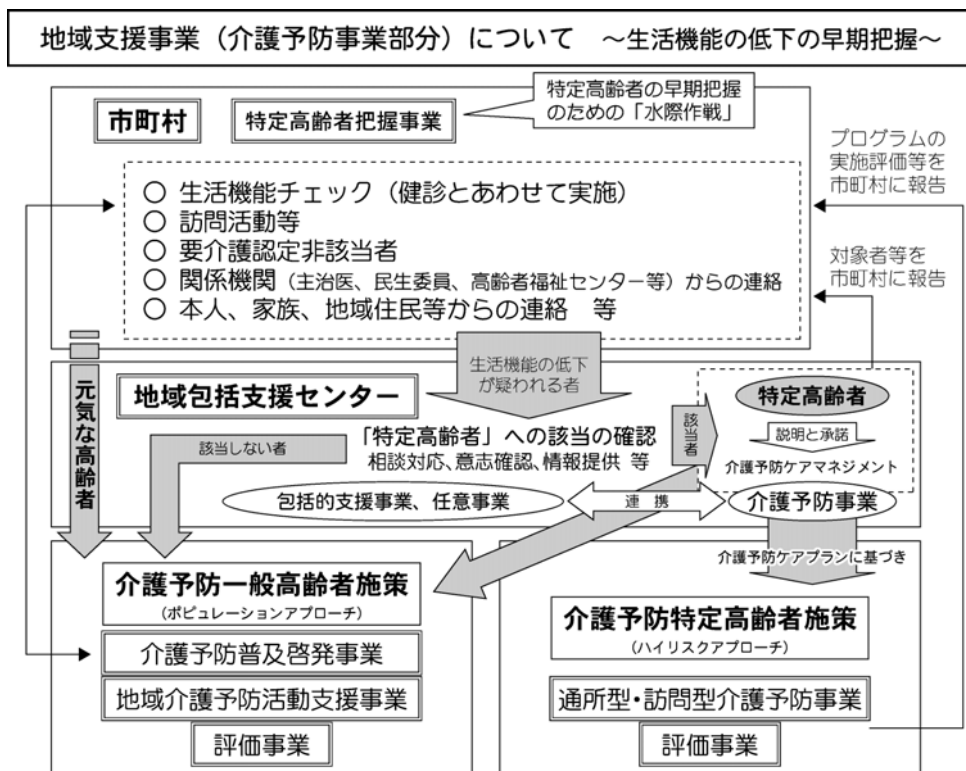 地域支援事業（介護予防事業部分）について　～生活機能の低下の早期把握～
特定高齢者の早期把握
のための「水際作戦」
市町村
特定高齢者把握事業
プログラムの
実施評価等を
市町村に報告
○ 生活機能チェック（健診とあわせて実施）
○ 訪問活動等
○ 要介護認定非該当者
○ 関係機関（主治医、民生委員、高齢者福祉センター等）からの連絡
○ 本人、家族、地域住民等からの連絡　等
対象者等を
市町村に報告
生活機能の低下
が疑われる者
元気な高齢者
地域包括支援センター
特定高齢者
該当者
説明と承諾
介護予防ケアマネジメント
該当しない者
「特定高齢者」への該当の確認
相談対応、意志確認、情報提供 等
包括的支援事業、任意事業
連携
介護予防事業
介護予防ケアプランに基づき
介護予防一般高齢者施策
（ポピュレーションアプローチ）
介護予防普及啓発事業
地域介護予防活動支援事業
評価事業
介護予防特定高齢者施策
（ハイリスクアプローチ）
通所型・訪問型介護予防事業
評価事業